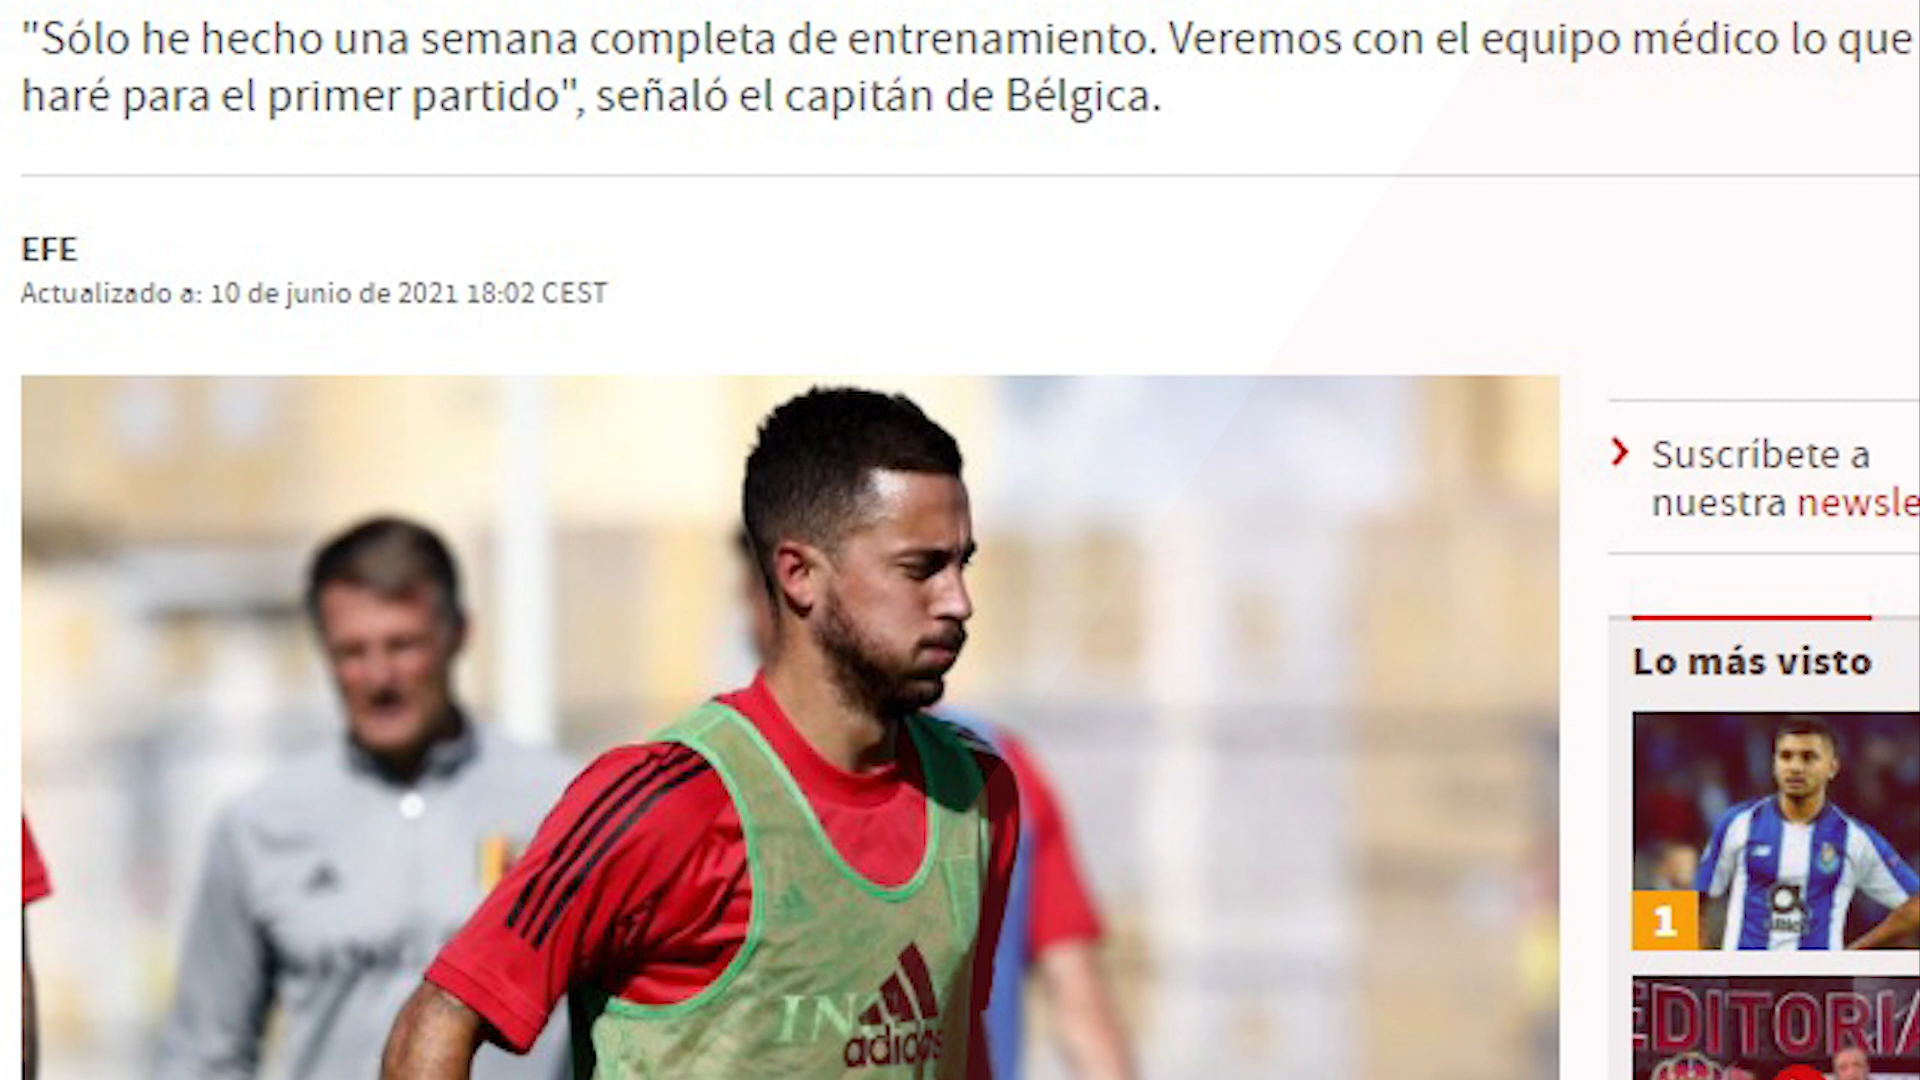 "Sólo he hecho una semana completa de entrenamiento. Veremos con el equipo médico lo que
haré para el primer partido", señaló el capitán de Bélgica.
EFE
Actualizado a: 10 de junio de 2021 18:02 CEST
Suscríbete a
nuestra newsle
Lo más visto
1
EDITORIA
IN
adidas